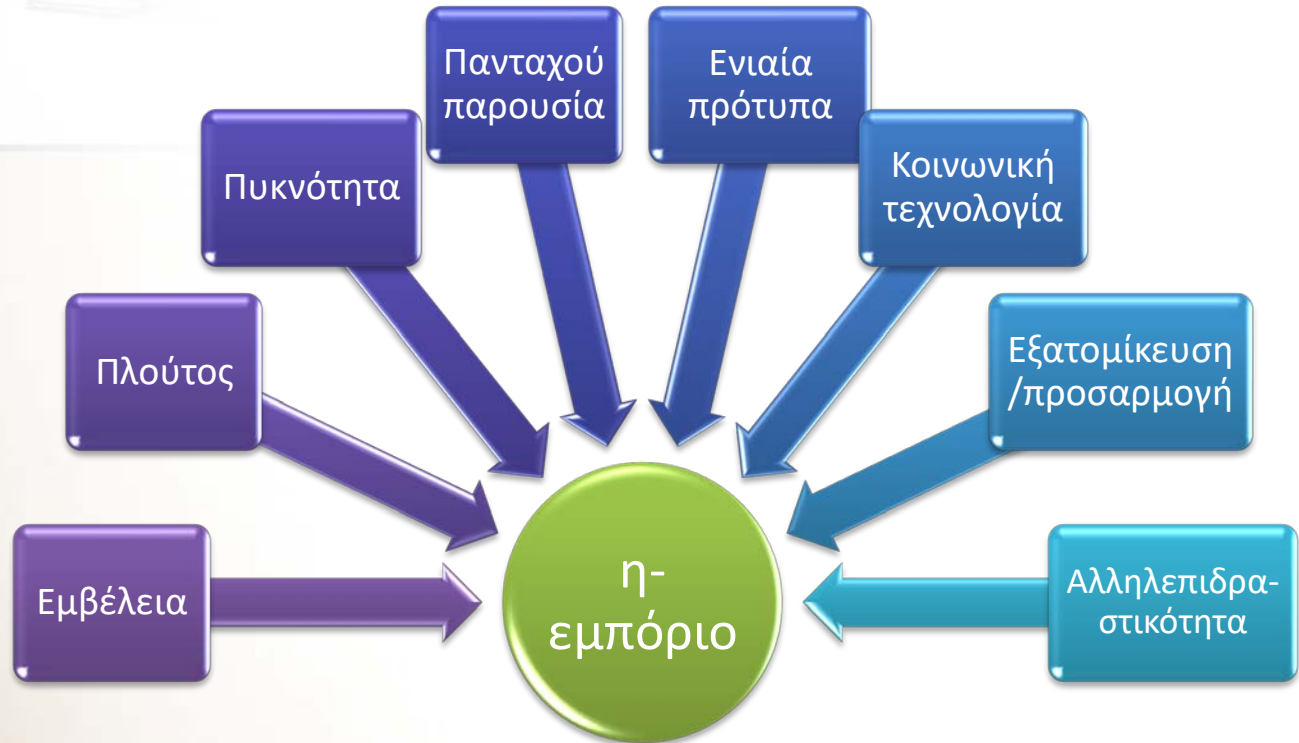 Πανταχού
παρουσία
Ενιαία
πρότυπα
Πυκνότητα
Κοινωνική
τεχνολογία
Πλούτος
Εξατομίκευση
/προσαρμογή
Εμβέλεια
η-
εμπόριο
Αλληλεπιδρα-
στικότητα